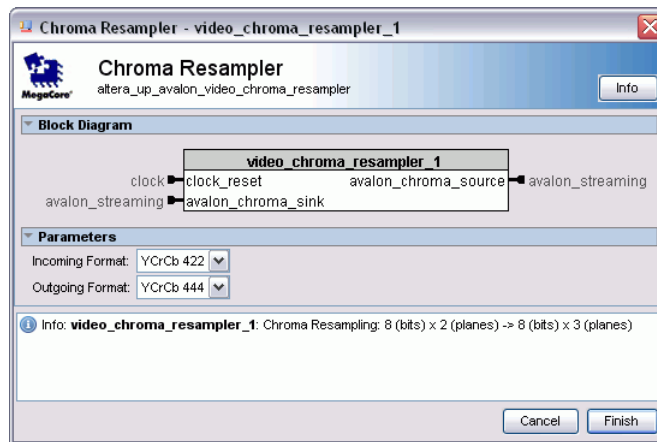 Chroma Resampler - video_chroma_resampler_1
MegaCore®
Chroma Resampler
altera_up_avalon_video_chroma_resampler
Info
Block Diagram
video_chroma_resampler_1
clock clock_reset avalon_chroma_source avalon_streaming
avalon_streaming avalon_chroma_sink
Parameters
Incoming Format: YCrCb 422
Outgoing Format: YCrCb 444
Info: video_chroma_resampler_1: Chroma Resampling: 8 (bits) x 2 (planes) -> 8 (bits) x 3 (planes)
Cancel Finish